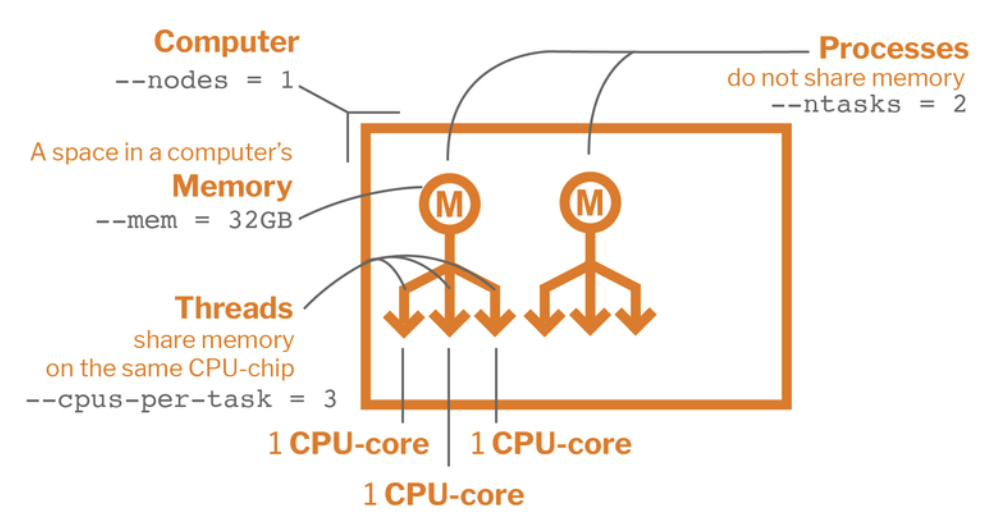 Computer
--nodes = 1
Processes
do not share memory
--ntasks = 2
A space in a computer's
Memory
--mem = 32GB
M
M
Threads
share memory
on the same CPU-chip
--cpus-per-task = 3
1 CPU-core
1 CPU-core
1 CPU-core